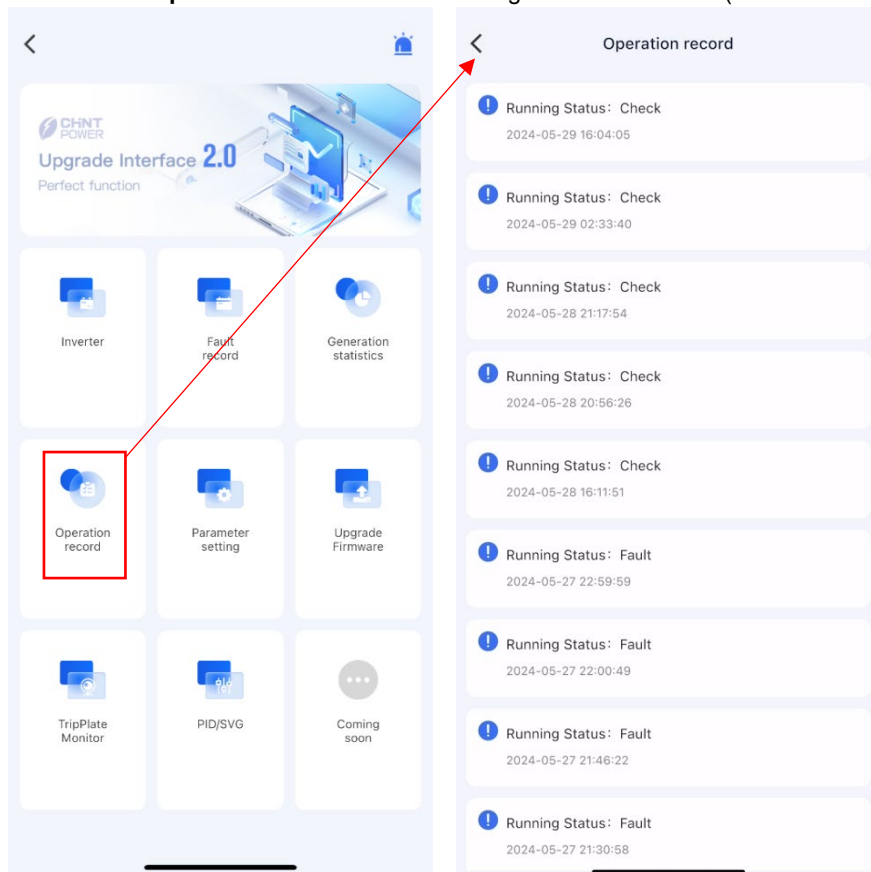 CHiNT
POWER
Upgrade Interface 2.0
Perfect function
Inverter
Fault
record
Generation
statistics
Operation
record
Parameter
setting
Upgrade
Firmware
TripPlate
Monitor
PID/SVG
Coming
soon
Operation record
Running Status: Check
2024-05-29 16:04:05
Running Status: Check
2024-05-29 02:33:40
Running Status: Check
2024-05-28 21:17:54
Running Status: Check
2024-05-28 20:56:26
Running Status: Check
2024-05-28 16:11:51
Running Status: Fault
2024-05-27 22:59:59
Running Status: Fault
2024-05-27 22:00:49
Running Status: Fault
2024-05-27 21:46:22
Running Status: Fault
2024-05-27 21:30:58